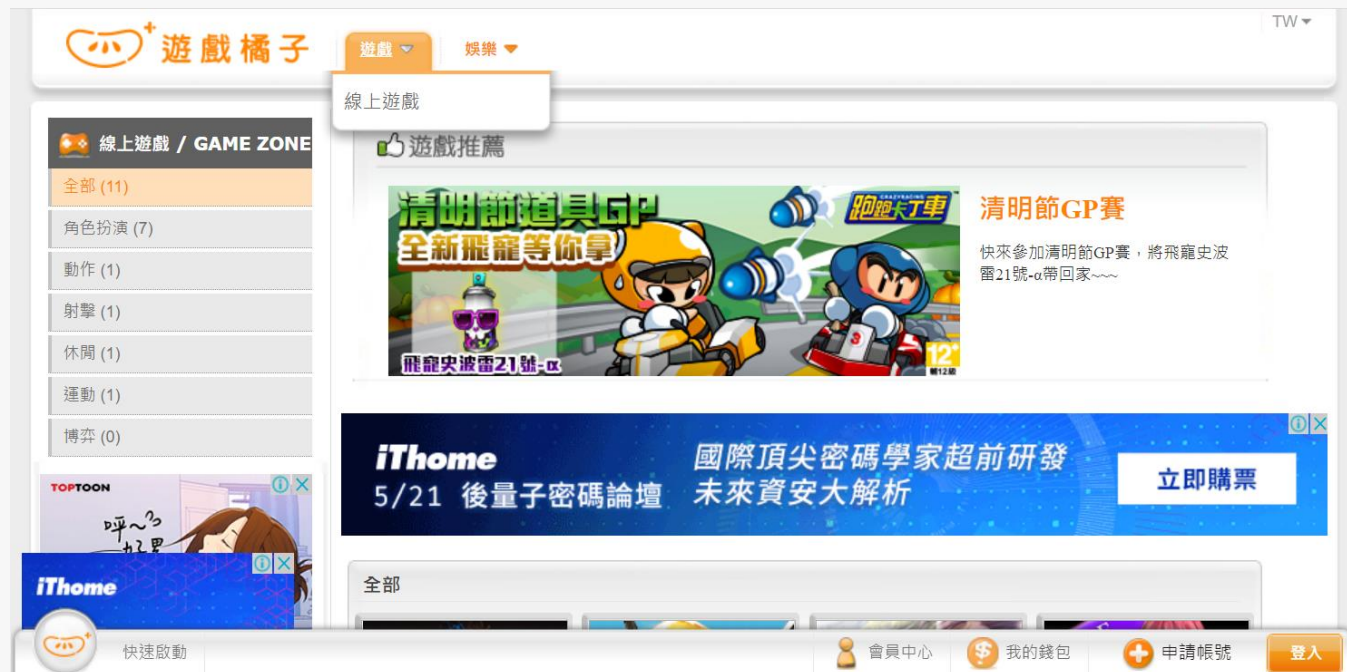 遊戲橘子
遊戲
娛樂
TW
線上遊戲
線上遊戲 / GAME ZONE
全部 (11)
角色扮演 (7)
動作 (1)
射擊 (1)
休閒 (1)
運動 (1)
博弈 (0)
遊戲推薦
清明節道具GP
全新飛寵等你拿
飛寵史波雷21號-α
CRAZYRACING
跑跑卡丁車
3
12+
輔12級
清明節GP賽
快來參加清明節GP賽，將飛寵史波
雷21號-α帶回家~~~
iThome
5/21 後量子密碼論壇
國際頂尖密碼學家超前研發
未來資安大解析
立即購票
TOPTOON
呼~
iThome
全部
快速啟動
會員中心
我的錢包
申請帳號
登入